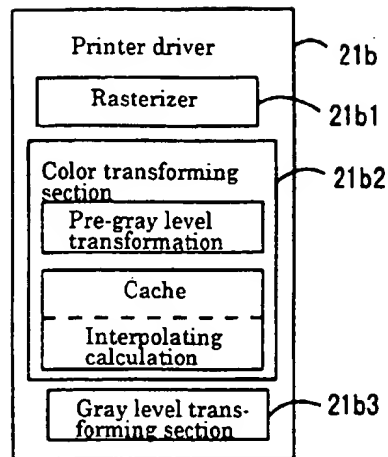 Printer driver
21b
Rasterizer
21b1
Color transforming
section
21b2
Pre-gray level
transformation
Cache
Interpolating
calculation
Gray level trans-
forming section
21b3